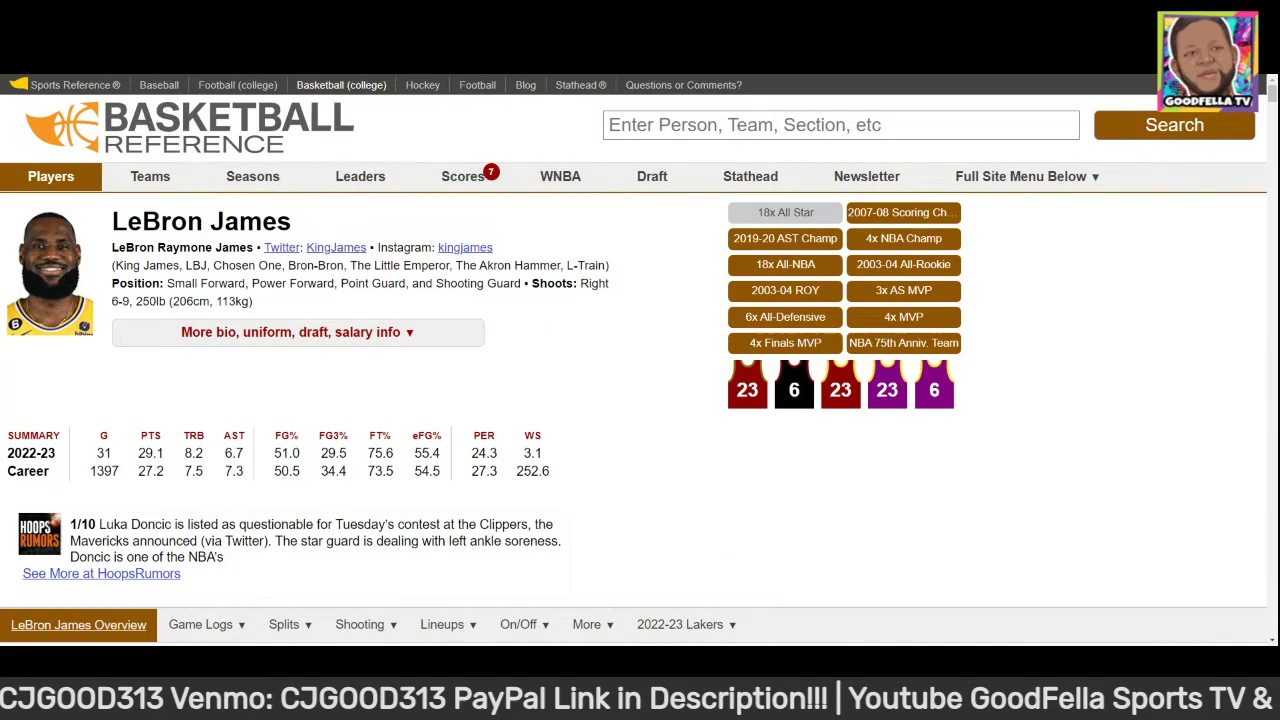 GOODFELLA TV
Sports Reference ® Baseball Football (college) Basketball (college) Hockey Football Blog Stathead ® Questions or Comments?
BASKETBALL
REFERENCE
Enter Person, Team, Section, etc Search
Players Teams Seasons Leaders Scores 7 WNBA Draft Stathead Newsletter Full Site Menu Below ▼
LeBron James
LeBron Raymone James • Twitter: KingJames • Instagram: kingjames
(King James, LBJ, Chosen One, Bron-Bron, The Little Emperor, The Akron Hammer, L-Train)
Position: Small Forward, Power Forward, Point Guard, and Shooting Guard • Shoots: Right
6-9, 250lb (206cm, 113kg)
More bio, uniform, draft, salary info ▼
18x All Star 2007-08 Scoring Ch...
2019-20 AST Champ 4x NBA Champ
18x All-NBA 2003-04 All-Rookie
2003-04 ROY 3x AS MVP
6x All-Defensive 4x MVP
4x Finals MVP NBA 75th Anniv. Team
23 6 23 23 6
SUMMARY G PTS TRB AST FG% FG3% FT% eFG% PER WS
2022-23 31 29.1 8.2 6.7 51.0 29.5 75.6 55.4 24.3 3.1
Career 1397 27.2 7.5 7.3 50.5 34.4 73.5 54.5 27.3 252.6
HOOPS
RUMORS
1/10 Luka Doncic is listed as questionable for Tuesday's contest at the Clippers, the
Mavericks announced (via Twitter). The star guard is dealing with left ankle soreness.
Doncic is one of the NBA's
See More at HoopsRumors
LeBron James Overview Game Logs ▼ Splits ▼ Shooting ▼ Lineups ▼ On/Off ▼ More ▼ 2022-23 Lakers ▼
CJGOOD313 Venmo: CJGOOD313 PayPal Link in Description!!! | Youtube GoodFella Sports TV &